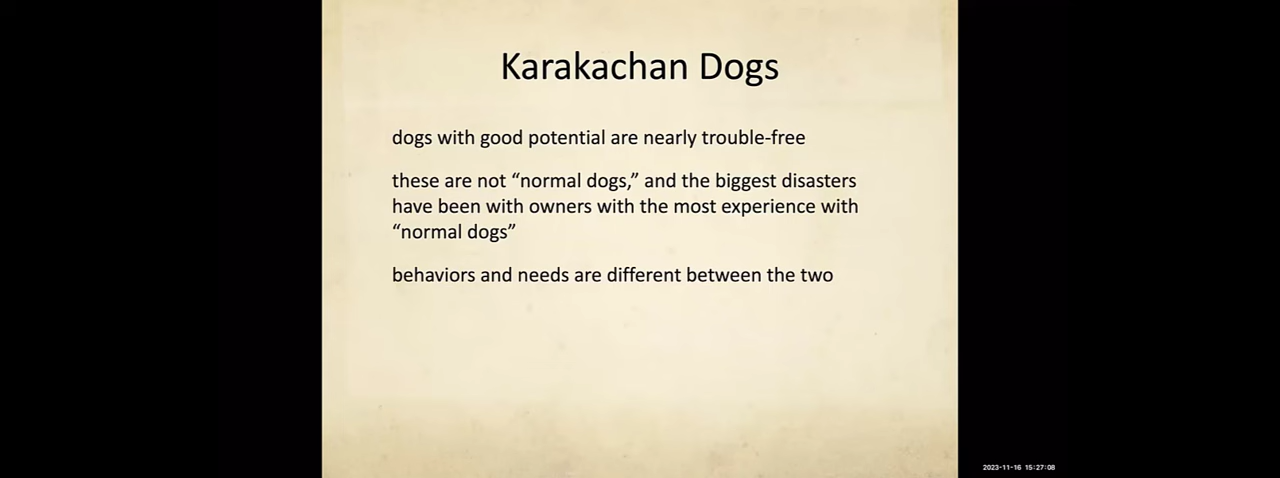 Karakachan Dogs
dogs with good potential are nearly trouble-free
these are not “normal dogs,” and the biggest disasters
have been with owners with the most experience with
“normal dogs”
behaviors and needs are different between the two
2023-11-16 15:27:08